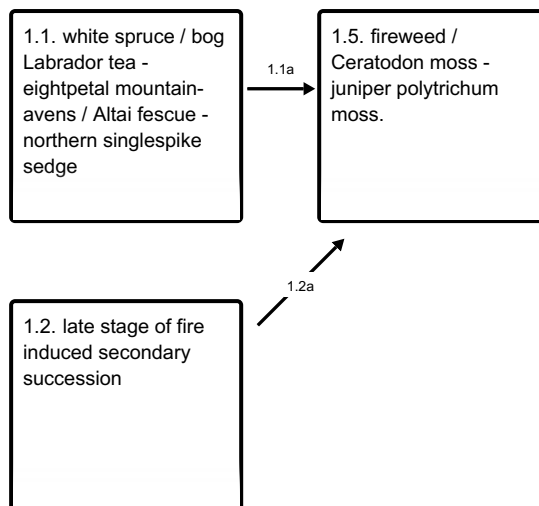 1.1. white spruce / bog
Labrador tea -
eightpetal mountain-
avens / Altai fescue -
northern singlespike
sedge
1.1a
1.5. fireweed /
Ceratodon moss -
juniper polytrichum
moss.
1.2a
1.2. late stage of fire
induced secondary
succession